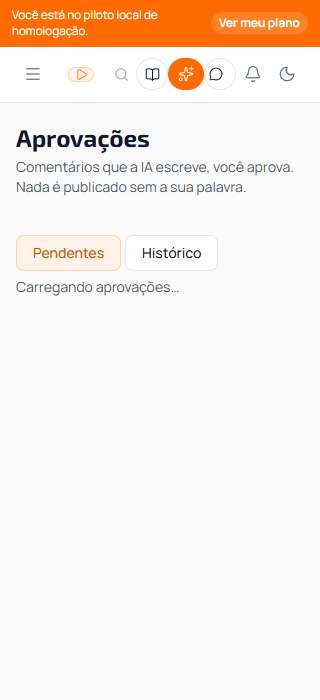 Você está no piloto local de
homologação.
Ver meu plano
Aprovações
Comentários que a IA escreve, você aprova.
Nada é publicado sem a sua palavra.
Pendentes
Histórico
Carregando aprovações…